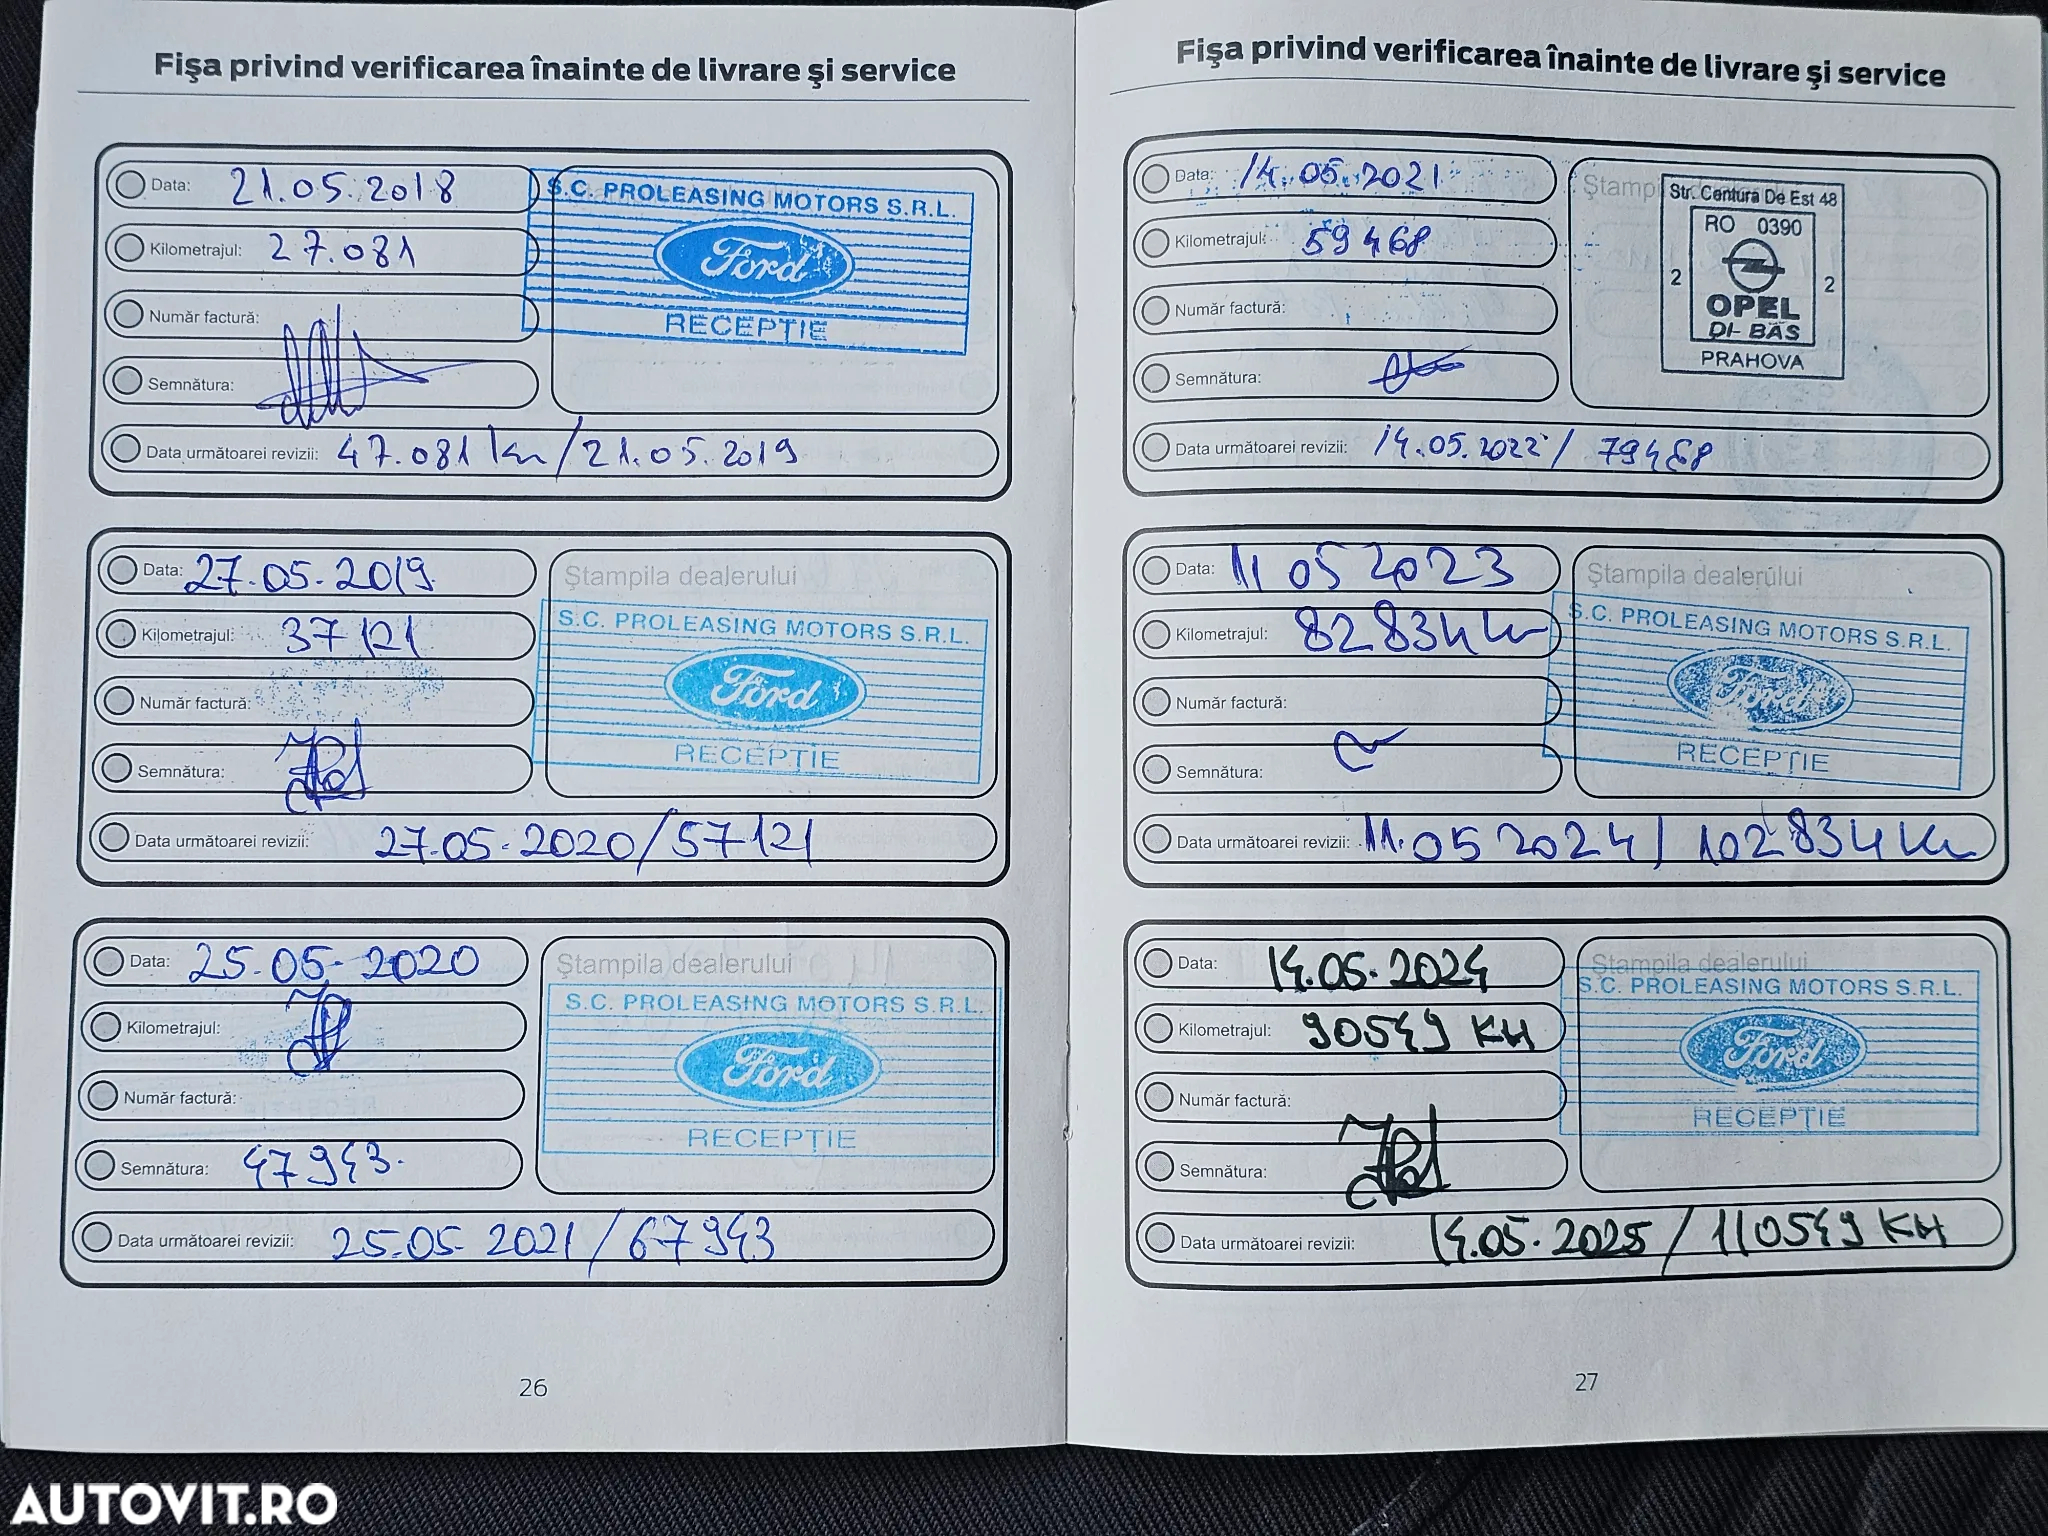 Fișa privind verificarea înainte de livrare și service
Data: 21.05.2018
Kilometrajul: 27.081
Număr factură:
Semnătura:
S.C. PROLEASING MOTORS S.R.L.
Ford
RECEPȚIE
Data următoarei revizii: 47.081 km / 21.05.2019
Data: 27.05.2019
Kilometrajul: 37121
Număr factură:
Semnătura:
Ștampila dealerului
S.C. PROLEASING MOTORS S.R.L.
Ford
RECEPȚIE
Data următoarei revizii: 27.05.2020/57121
Data: 25.05.2020
Kilometrajul:
Număr factură:
Semnătura: 47943.
Ștampila dealerului
S.C. PROLEASING MOTORS S.R.L.
Ford
RECEPȚIE
Data următoarei revizii: 25.05.2021/67943
26
Fișa privind verificarea înainte de livrare și service
Data: 14.05.2021
Kilometrajul: 59468
Număr factură:
Semnătura:
Ștamp
Str. Centura De Est 48
RO 0390
2 2
OPEL
DI-BAS
PRAHOVA
Data următoarei revizii: 14.05.2022 / 79468
Data: 11 05 2023
Kilometrajul: 82834 km
Număr factură:
Semnătura:
Ștampila dealerului
S.C. PROLEASING MOTORS S.R.L.
Ford
RECEPȚIE
Data următoarei revizii: 11.05 2024 / 102834 km
Data: 14.05.2024
Kilometrajul: 90549 KM
Număr factură:
Semnătura:
Ștampila dealerului
S.C. PROLEASING MOTORS S.R.L.
Ford
RECEPȚIE
Data următoarei revizii: 14.05.2025 / 110549 KM
27
AUTOVIT.RO